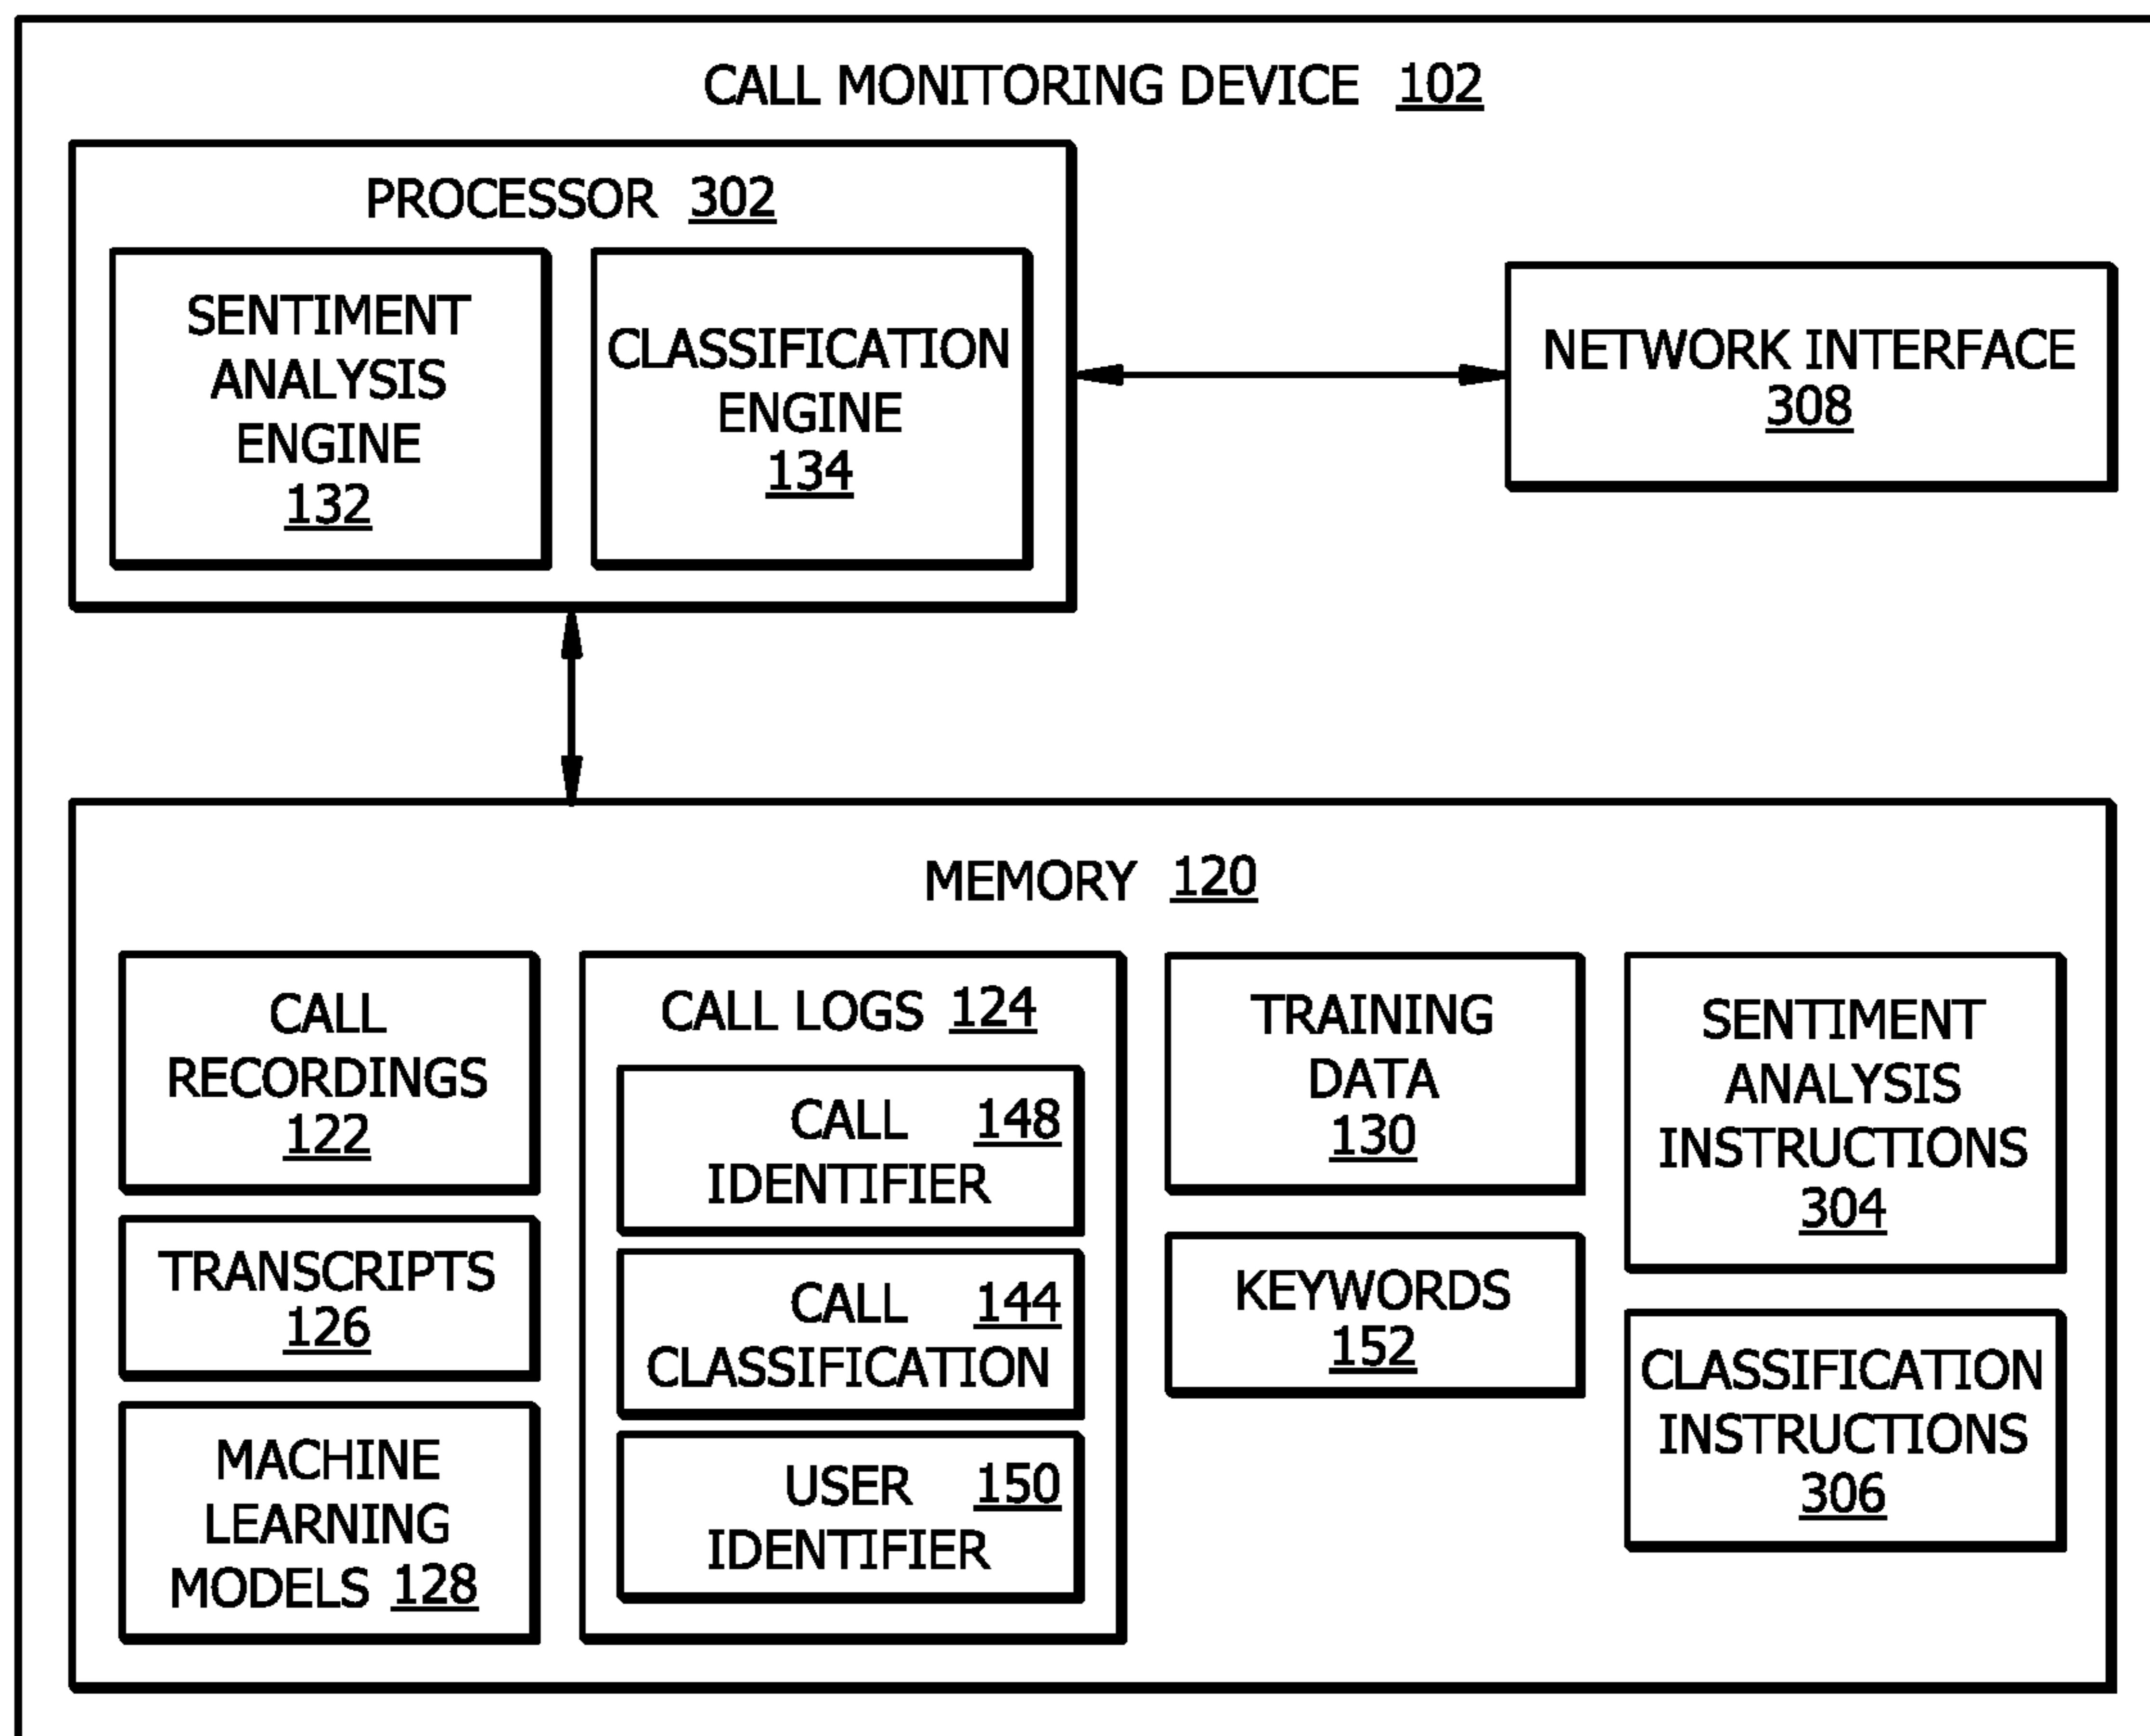 CALL MONITORING DEVICE 102
PROCESSOR 302
SENTIMENT
ANALYSIS
ENGINE
132
CLASSIFICATION
ENGINE
134
NETWORK INTERFACE
308
MEMORY 120
CALL
RECORDINGS
122
TRANSCRIPTS
126
MACHINE
LEARNING
MODELS 128
CALL LOGS 124
CALL 148
IDENTIFIER
CALL 144
CLASSIFICATION
USER 150
IDENTIFIER
TRAINING
DATA
130
KEYWORDS
152
SENTIMENT
ANALYSIS
INSTRUCTIONS
304
CLASSIFICATION
INSTRUCTIONS
306